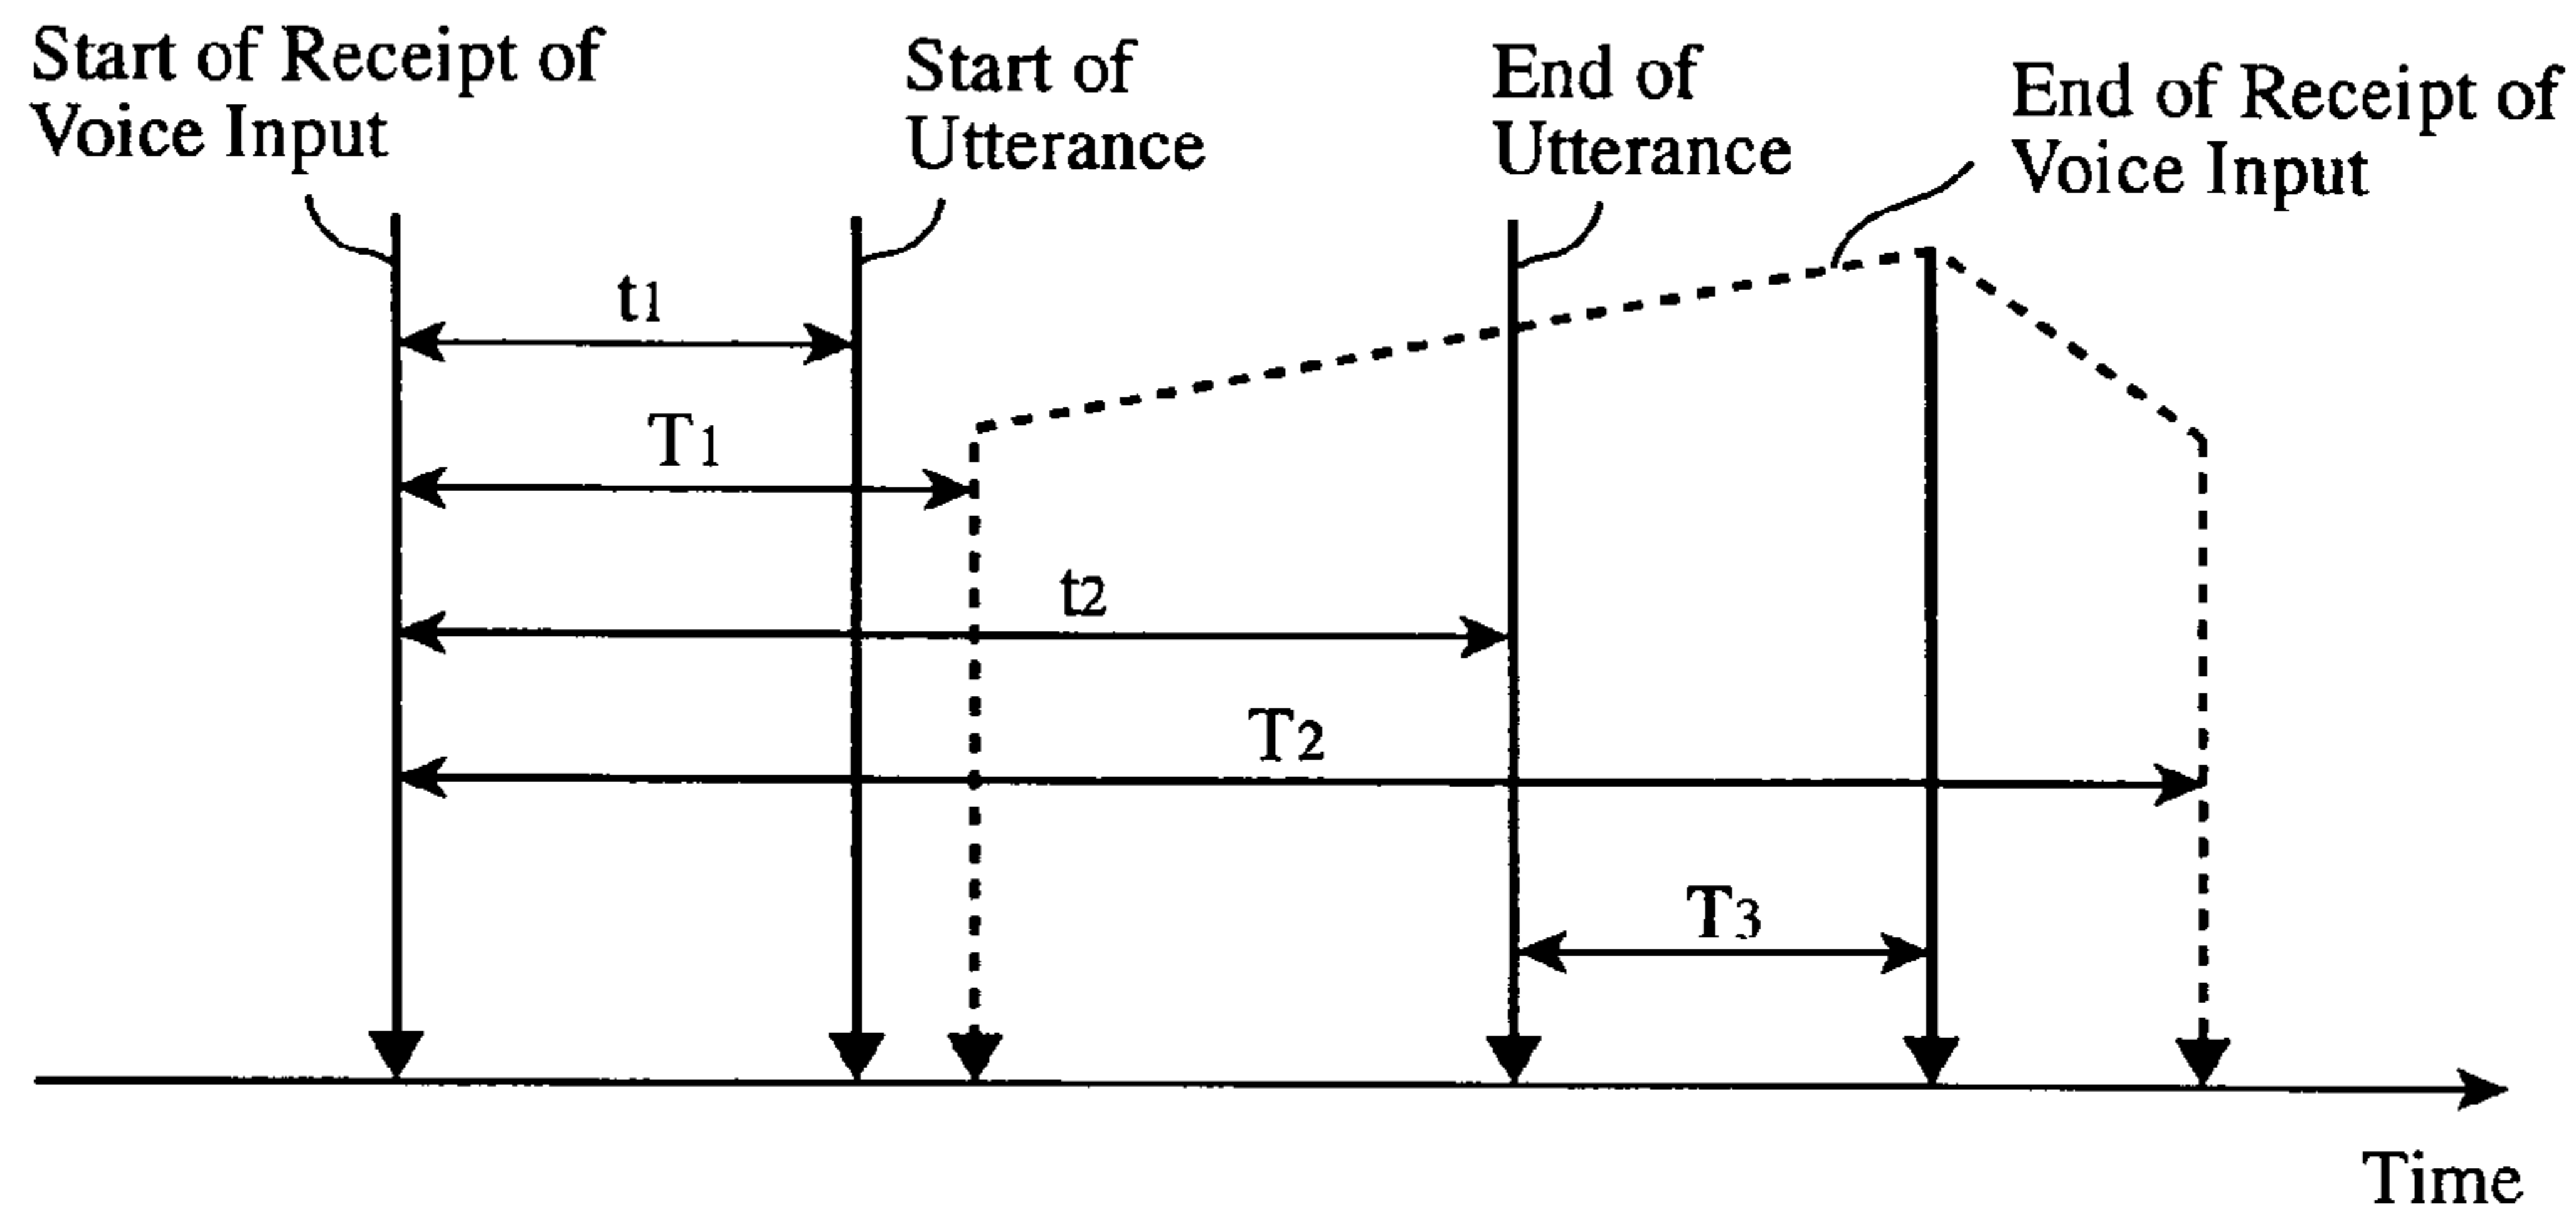 Start of Receipt of
Voice Input
Start of
Utterance
End of
Utterance
End of Receipt of
Voice Input
t1
T1
t2
T2
T3
Time